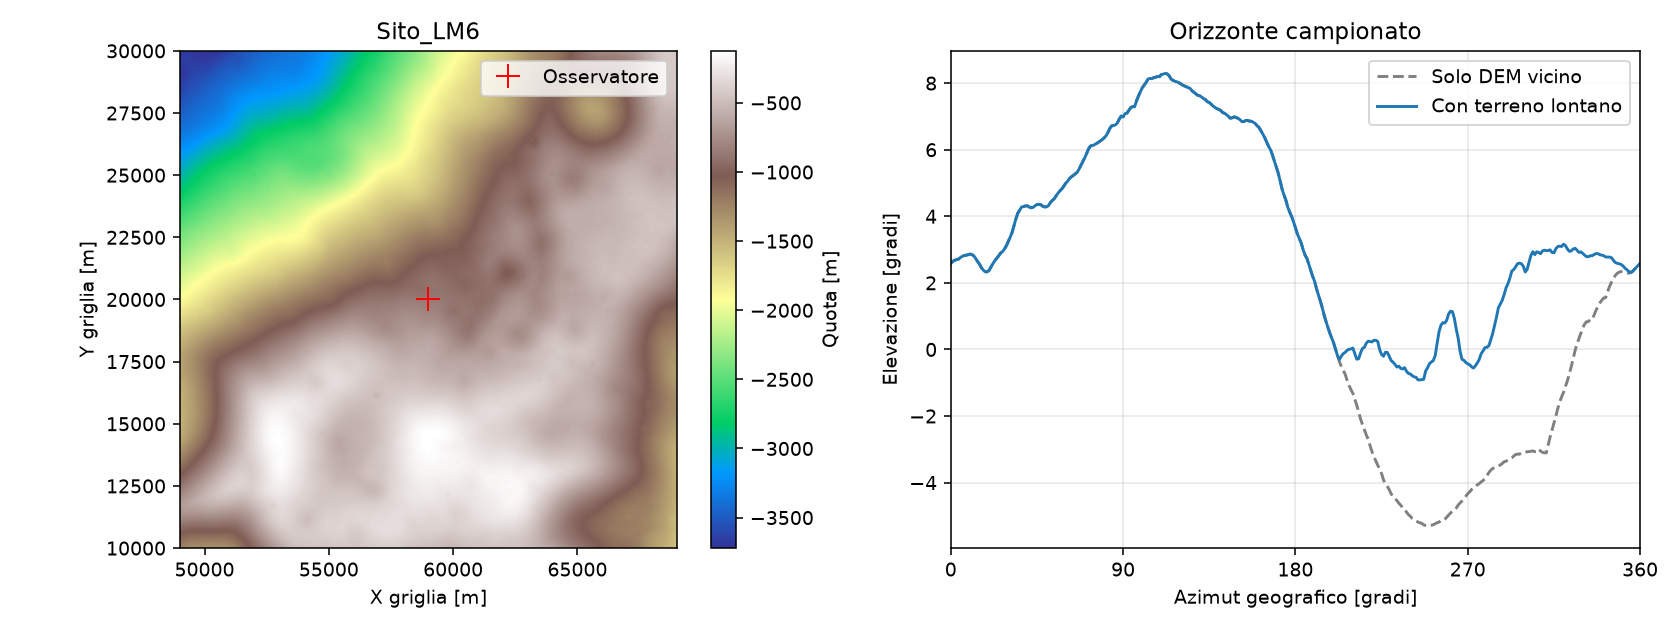 Sito_LM6
30000
27500
25000
22500
20000
17500
15000
12500
10000
Y griglia [m]
50000 55000 60000 65000
X griglia [m]
Osservatore
−500
−1000
−1500
−2000
−2500
−3000
−3500
Quota [m]
Orizzonte campionato
8
6
4
2
0
−2
−4
Elevazione [gradi]
0 90 180 270 360
Azimut geografico [gradi]
Solo DEM vicino
Con terreno lontano